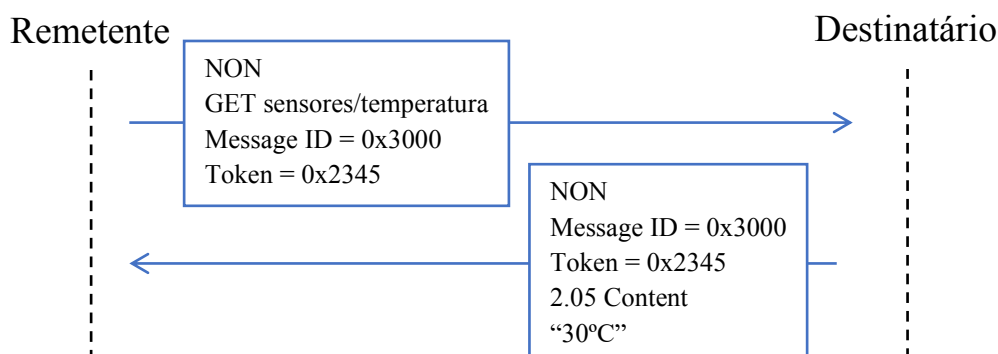 Remetente
Destinatário
NON
GET sensores/temperatura
Message ID = 0x3000
Token = 0x2345
NON
Message ID = 0x3000
Token = 0x2345
2.05 Content
“30ºC”